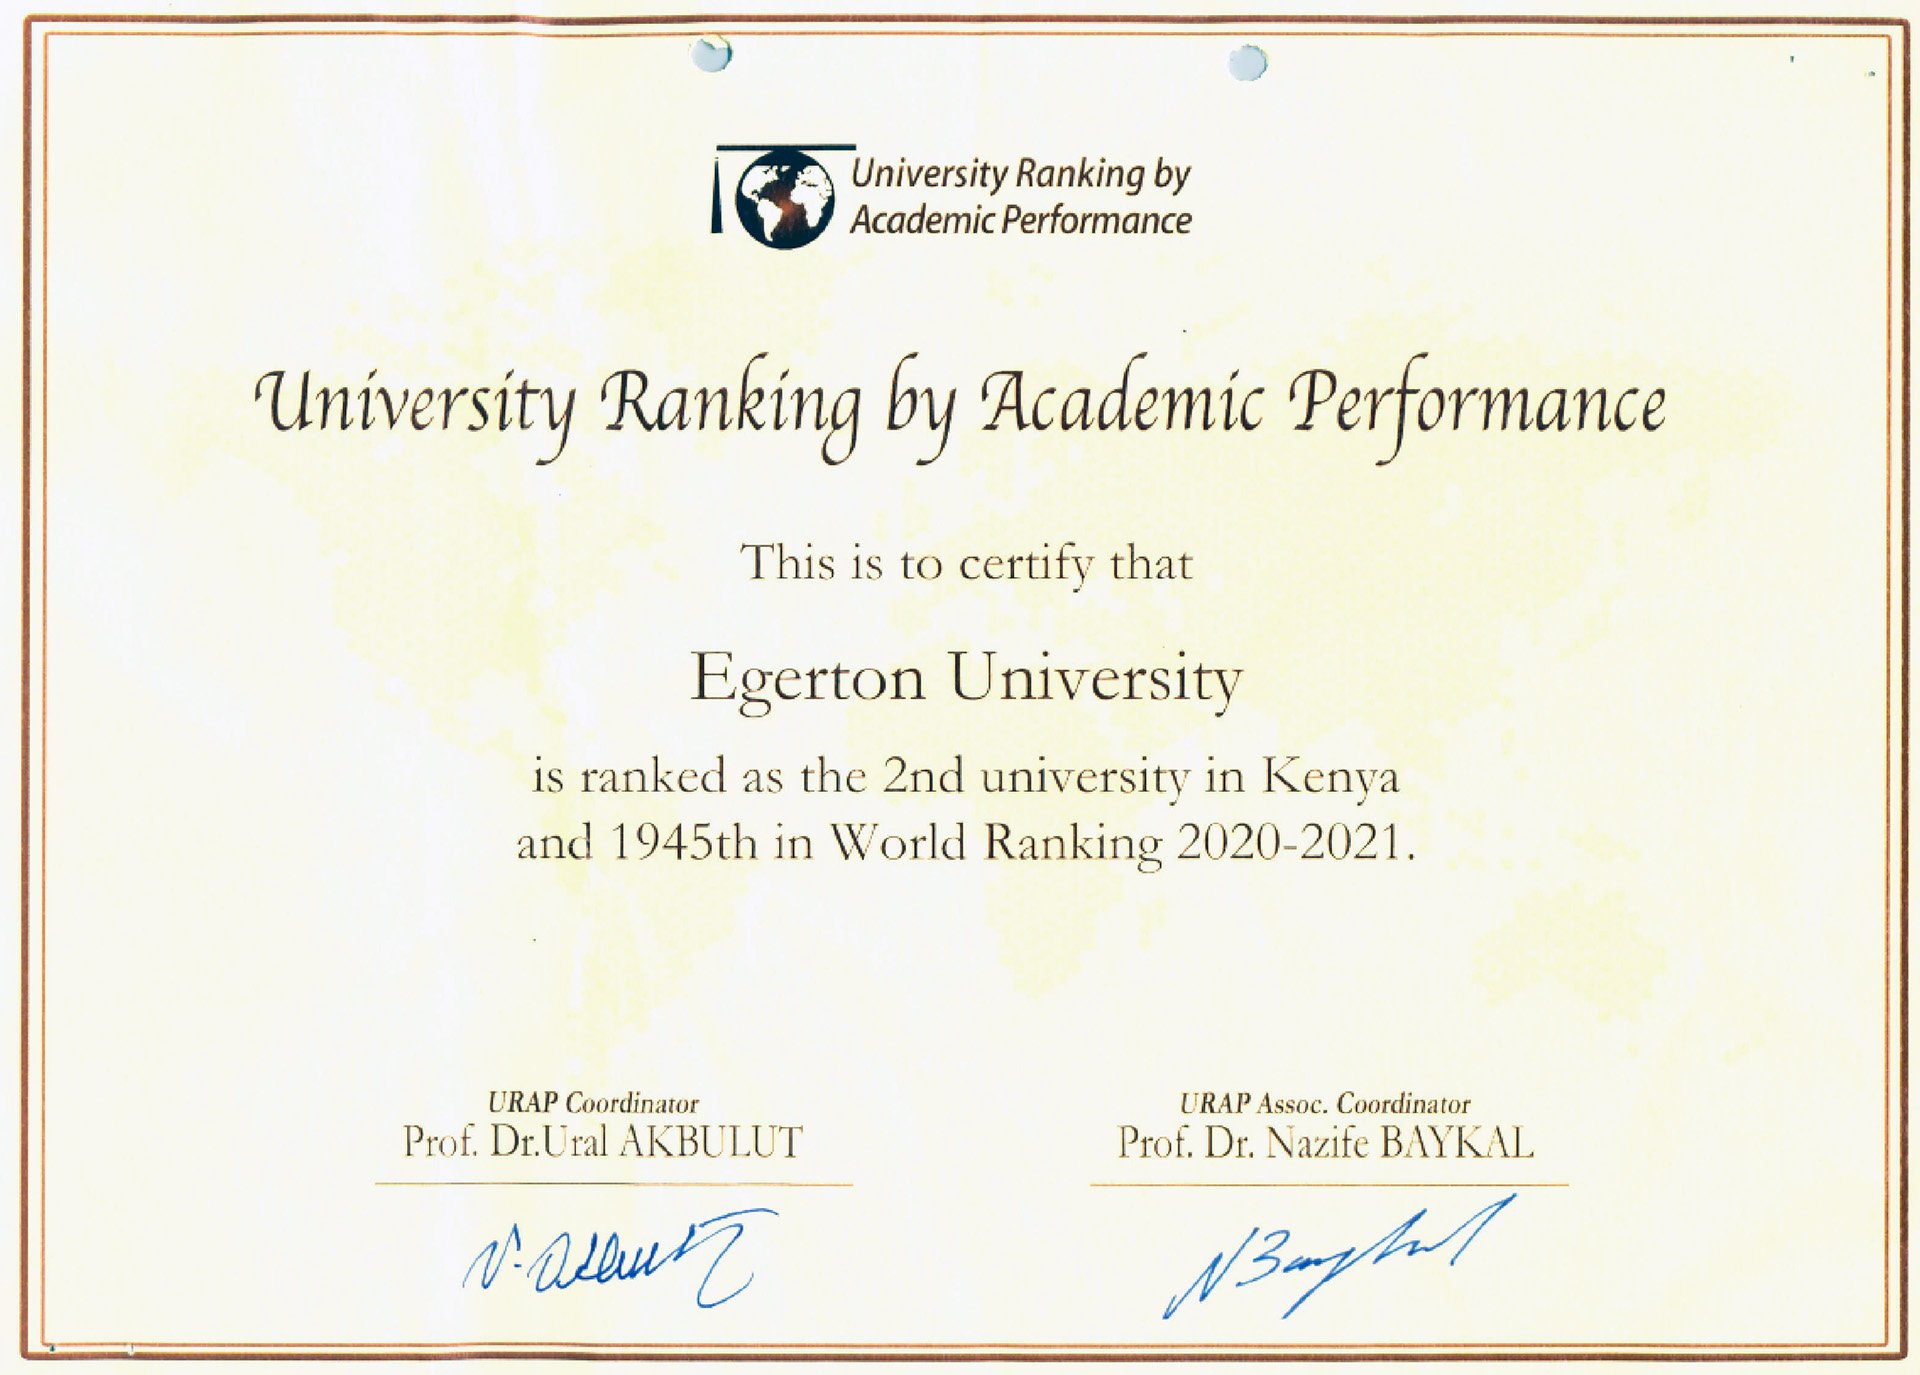 University Ranking by
Academic Performance
University Ranking by Academic Performance
This is to certify that
Egerton University
is ranked as the 2nd university in Kenya
and 1945th in World Ranking 2020-2021.
URAP Coordinator
Prof. Dr.Ural AKBULUT
URAP Assoc. Coordinator
Prof. Dr. Nazife BAYKAL